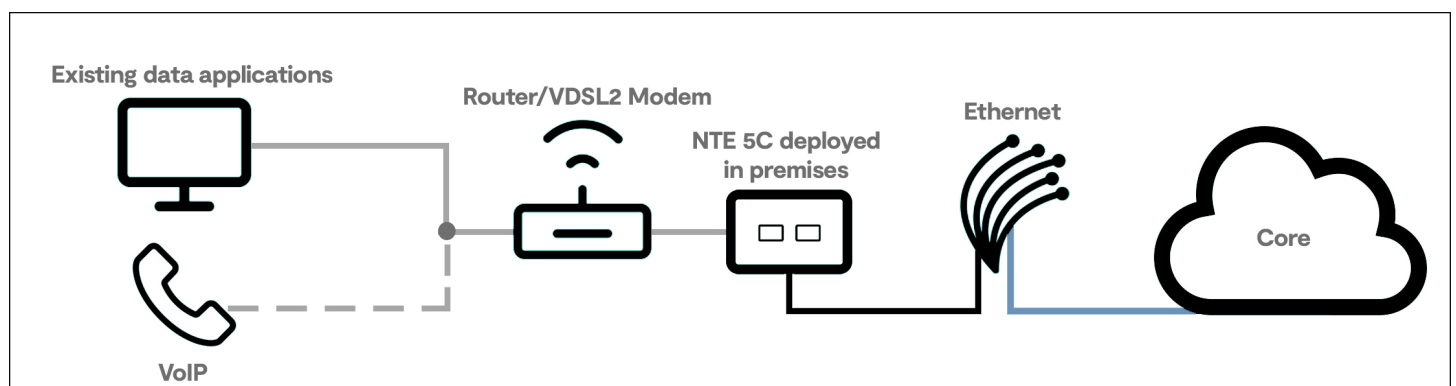 Existing data applications
Router/VDSL2 Modem
NTE 5C deployed
in premises
Ethernet
Core
VoIP